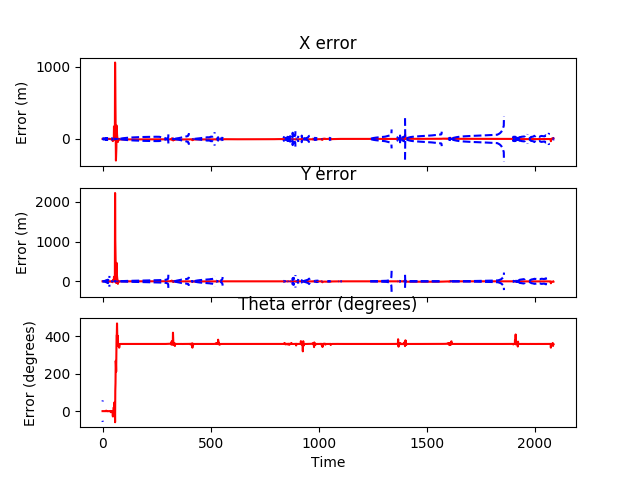 X error
1000
0
Error (m)
Y error
2000
1000
0
Error (m)
Theta error (degrees)
400
200
0
Error (degrees)
0 500 1000 1500 2000
Time